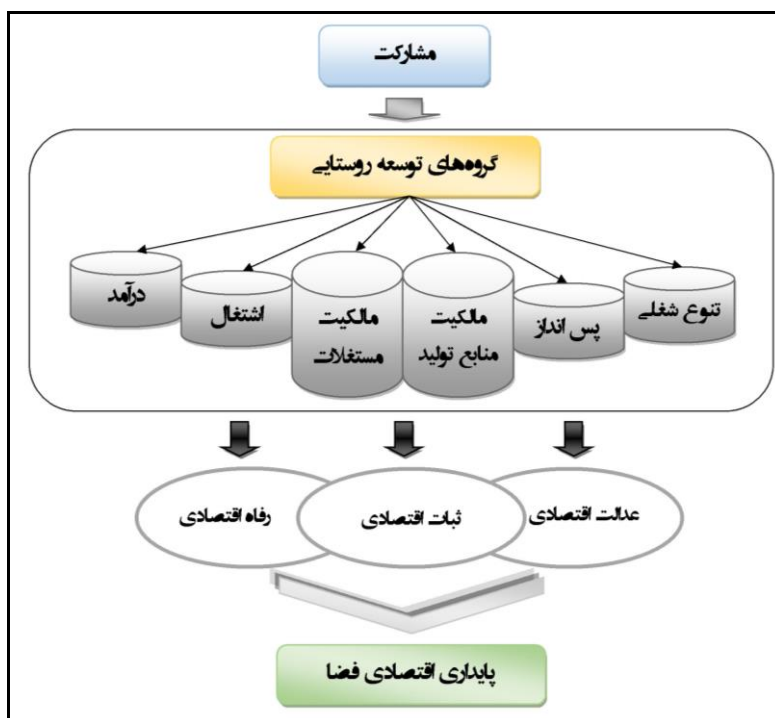 مشارکت
گروه‌های توسعه روستایی
تنوع شغلی
پس انداز
مالکیت
منابع تولید
مالکیت
مستغلات
اشتغال
درآمد
عدالت اقتصادی
ثبات اقتصادی
رفاه اقتصادی
پایداری اقتصادی فضا